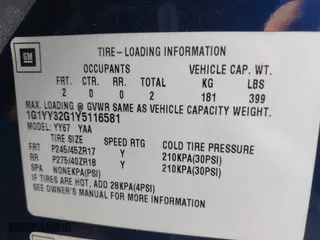 GM
TIRE-LOADING INFORMATION
OCCUPANTS VEHICLE CAP. WT.
FRT. CTR. RR. TOTAL KG LBS
2 0 0 2 181 399
MAX. LOADING @ GVWR SAME AS VEHICLE CAPACITY WEIGHT.
1G1YY32G1Y5116581
MODEL: YY67 YAA
TIRE SIZE SPEED RTG COLD TIRE PRESSURE
FRT P245/45ZR17 Y 210KPA(30PSI)
RR P275/40ZR18 Y 210KPA(30PSI)
SPA NONEKPA(PSI)
IF TIRES ARE HOT, ADD 28KPA(4PSI)
SEE OWNER'S MANUAL FOR MORE INFORMATION